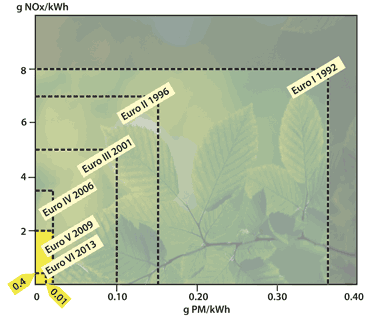 g NOx/kWh
8
Euro I 1992
Euro II 1996
6
Euro III 2001
4
Euro IV 2006
2
Euro V 2009
Euro VI 2013
0.4
0.01
0
0.10
0.20
0.30
0.40
g PM/kWh